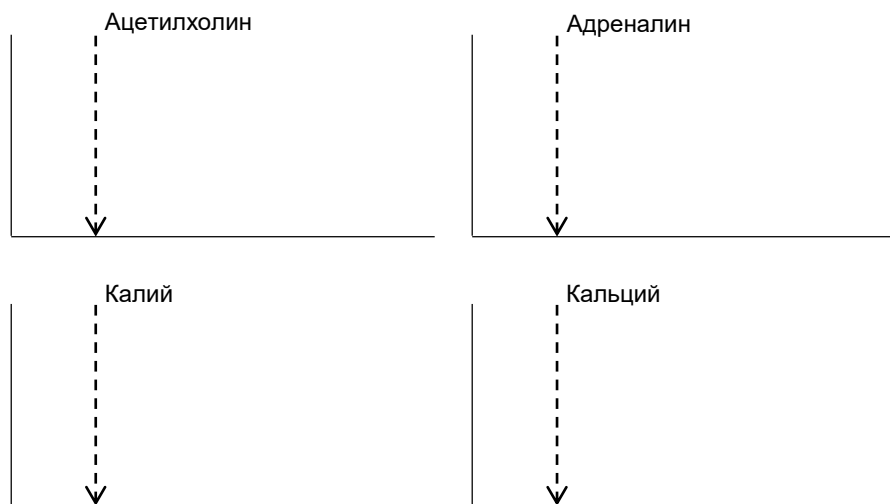 Ацетилхолин
Адреналин
Калий
Кальций